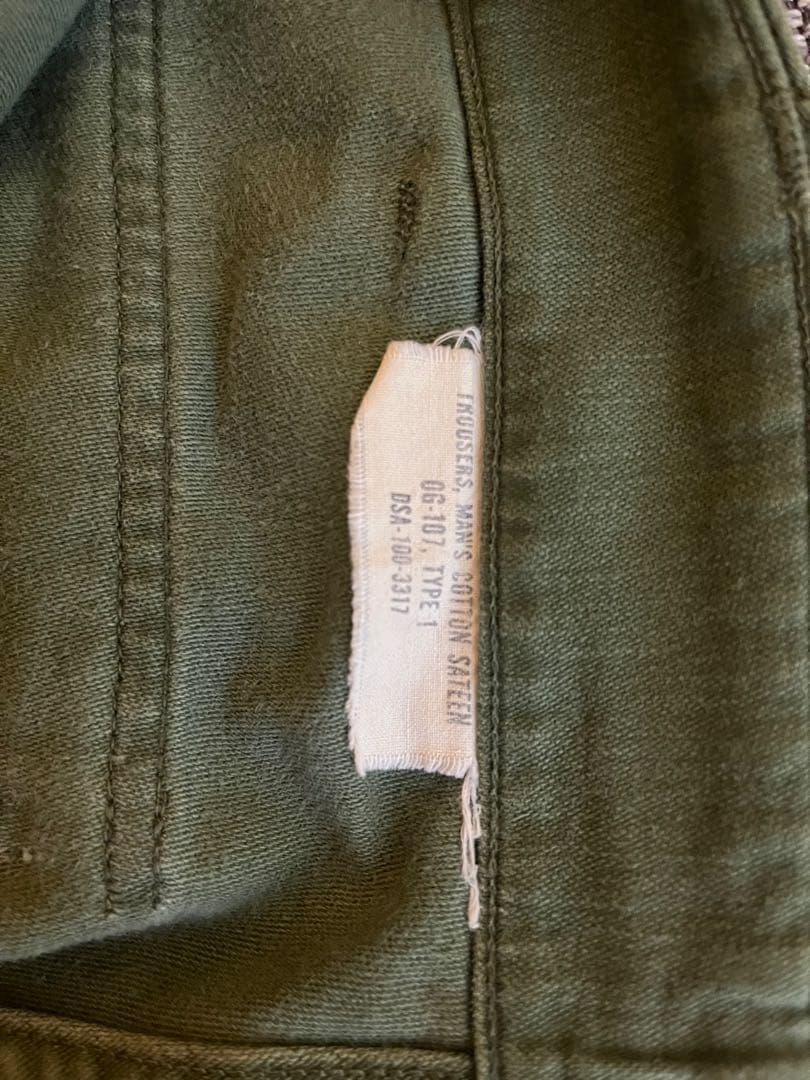 TROUSERS, MAN'S COTTON SATEEN
OG-107, TYPE 1
DSA-100-3317